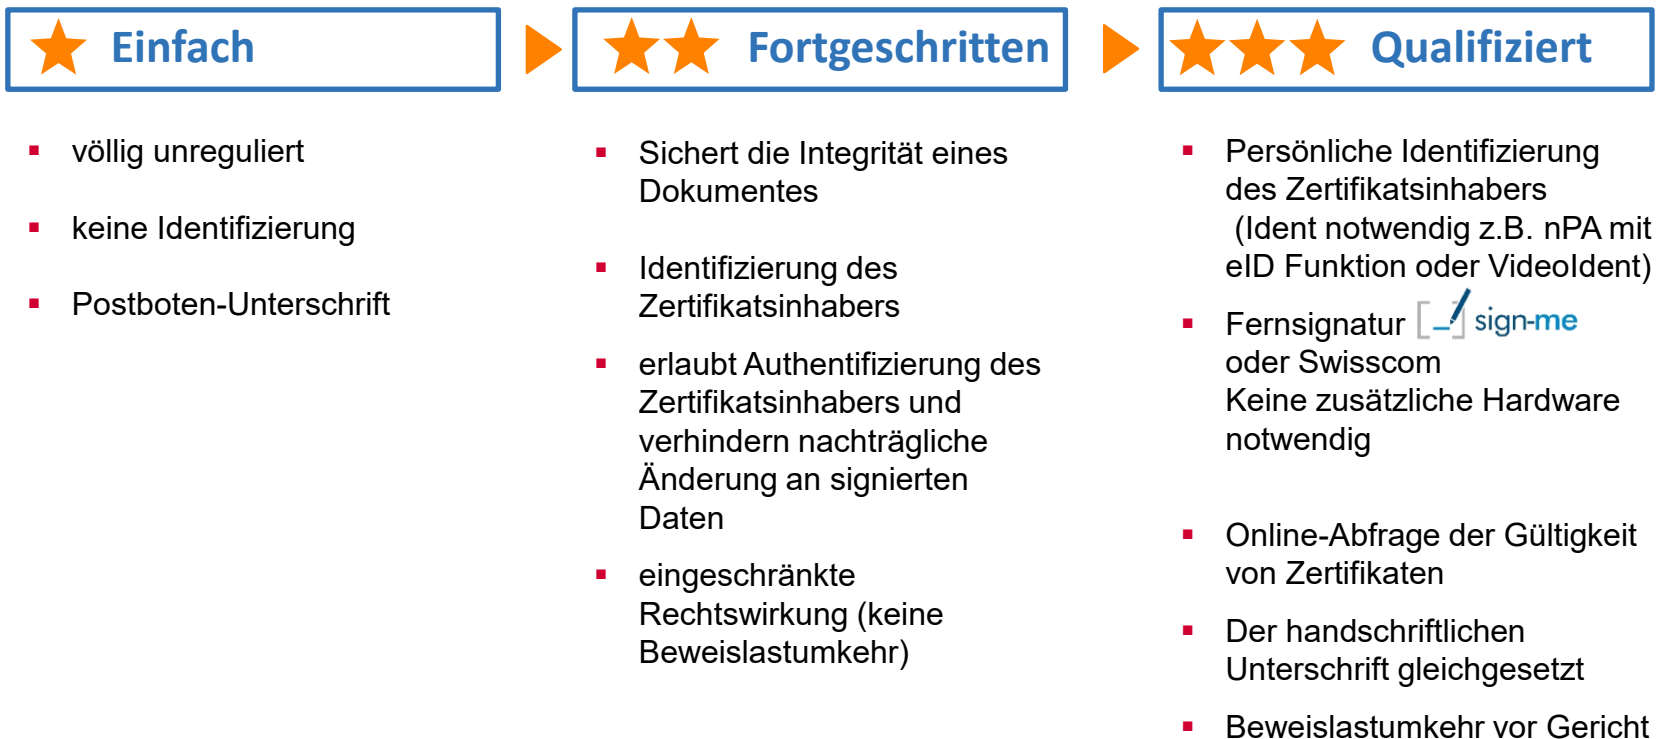 Einfach
völlig unreguliert
keine Identifizierung
Postboten-Unterschrift
Fortgeschritten
Sichert die Integrität eines
Dokumentes
Identifizierung des
Zertifikatsinhabers
erlaubt Authentifizierung des
Zertifikatsinhabers und
verhindern nachträgliche
Änderung an signierten
Daten
eingeschränkte
Rechtswirkung (keine
Beweislastumkehr)
Qualifiziert
Persönliche Identifizierung
des Zertifikatsinhabers
(Ident notwendig z.B. nPA mit
eID Funktion oder VideoIdent)
Fernsignatur sign-me
oder Swisscom
Keine zusätzliche Hardware
notwendig
Online-Abfrage der Gültigkeit
von Zertifikaten
Der handschriftlichen
Unterschrift gleichgesetzt
Beweislastumkehr vor Gericht